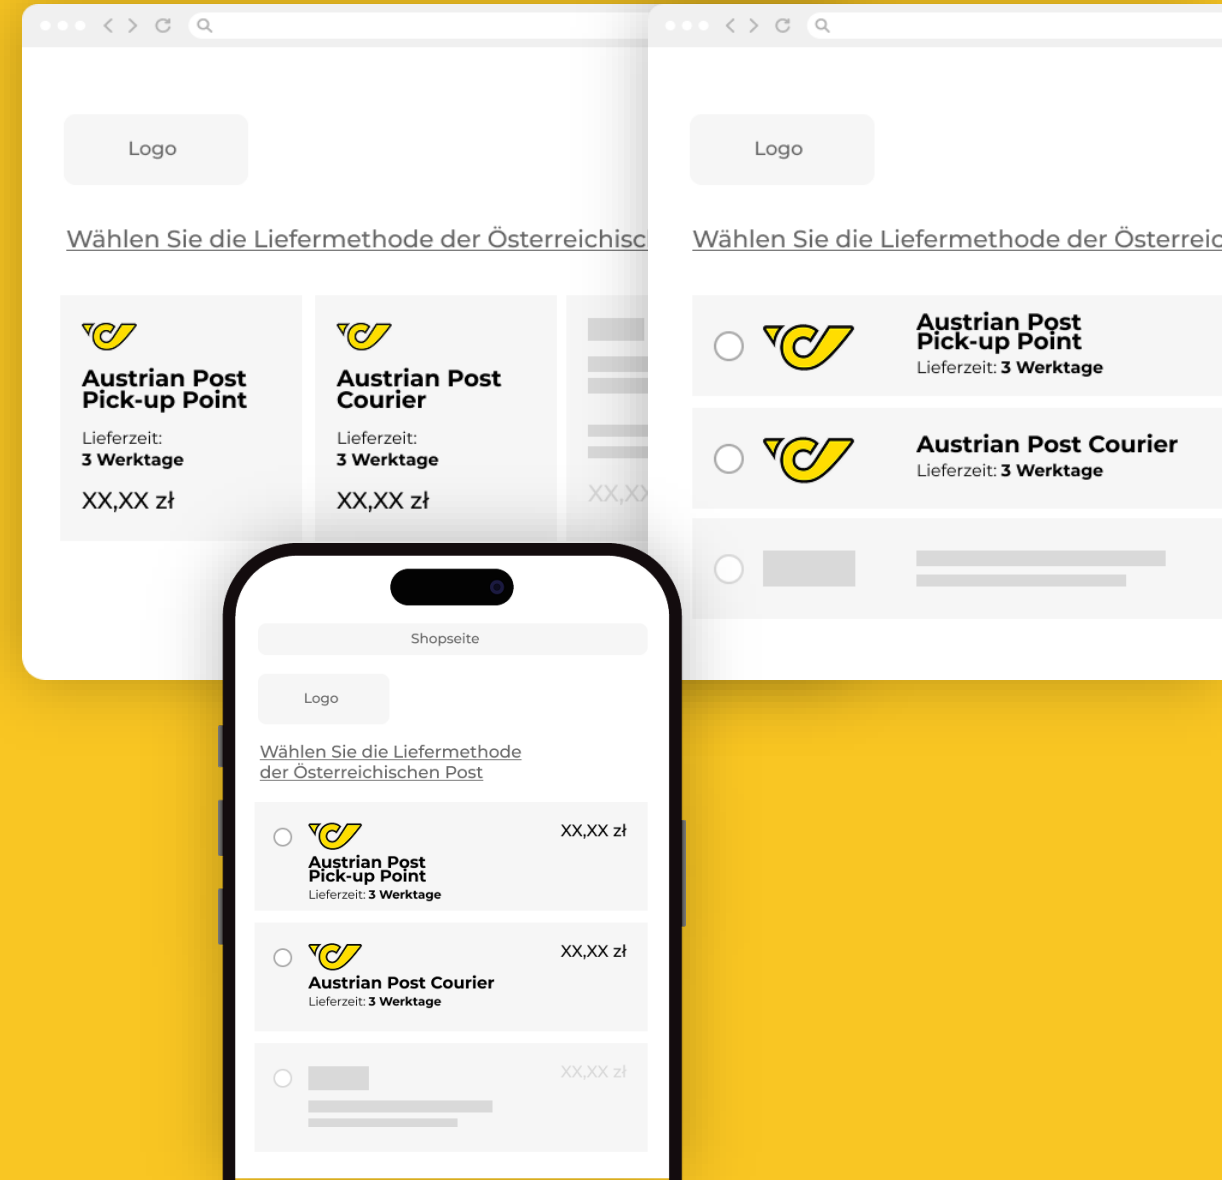 Logo
Wählen Sie die Liefermethode der Österreichisc
Austrian Post
Pick-up Point
Lieferzeit:
3 Werktage
XX,XX zł
Austrian Post
Courier
Lieferzeit:
3 Werktage
XX,XX zł
XX,XX
Logo
Wählen Sie die Liefermethode der Österreic
Austrian Post
Pick-up Point
Lieferzeit: 3 Werktage
Austrian Post Courier
Lieferzeit: 3 Werktage
Shopseite
Logo
Wählen Sie die Liefermethode
der Österreichischen Post
XX,XX zł
Austrian Post
Pick-up Point
Lieferzeit: 3 Werktage
XX,XX zł
Austrian Post Courier
Lieferzeit: 3 Werktage
XX,XX zł